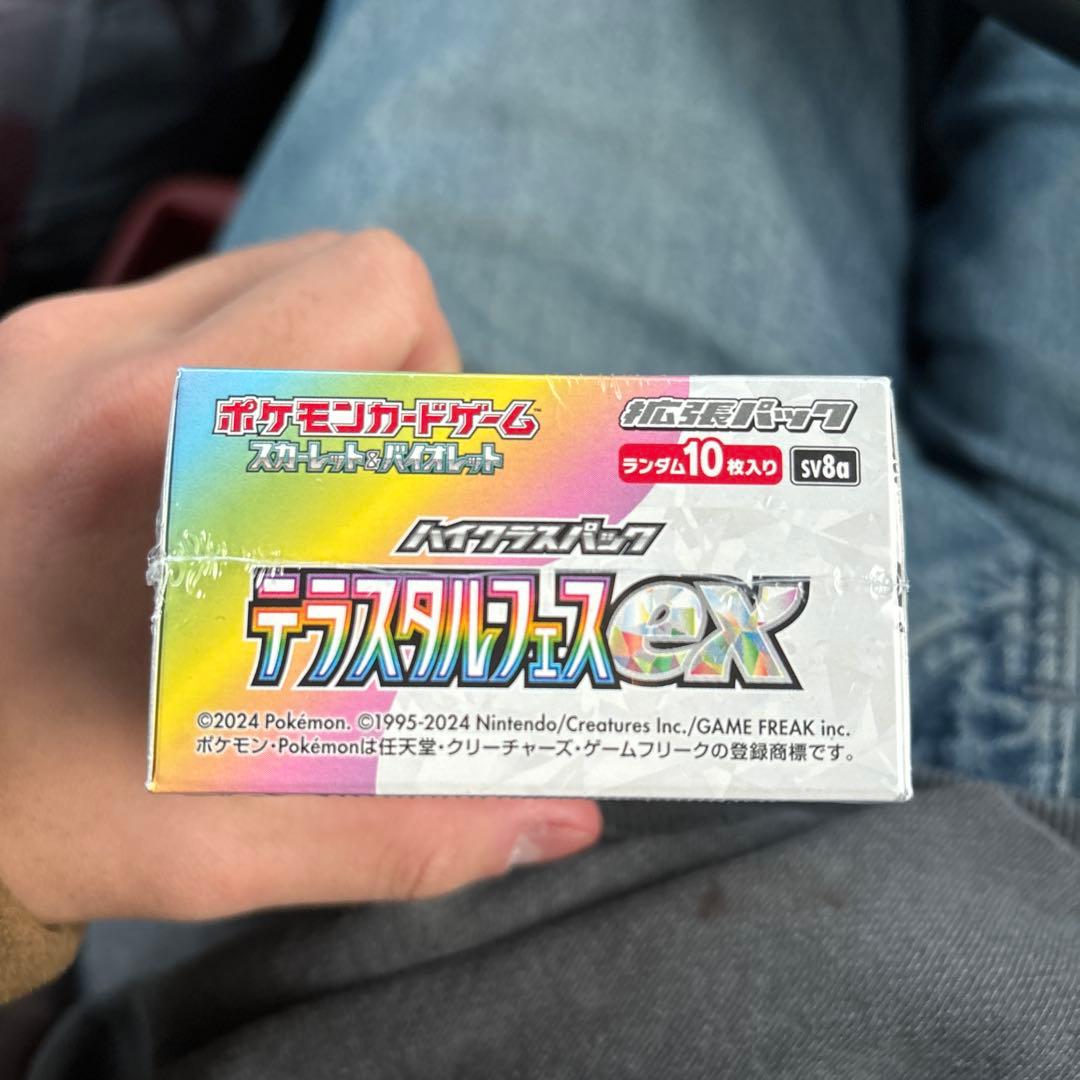 ポケモンカードゲーム™
スカーレット&バイオレット
拡張パック
ランダム10枚入り sv8a
ハイクラスパック
テラスタルフェスex
©2024 Pokémon. ©1995-2024 Nintendo/Creatures Inc./GAME FREAK inc.
ポケモン・Pokémonは任天堂・クリーチャーズ・ゲームフリークの登録商標です。